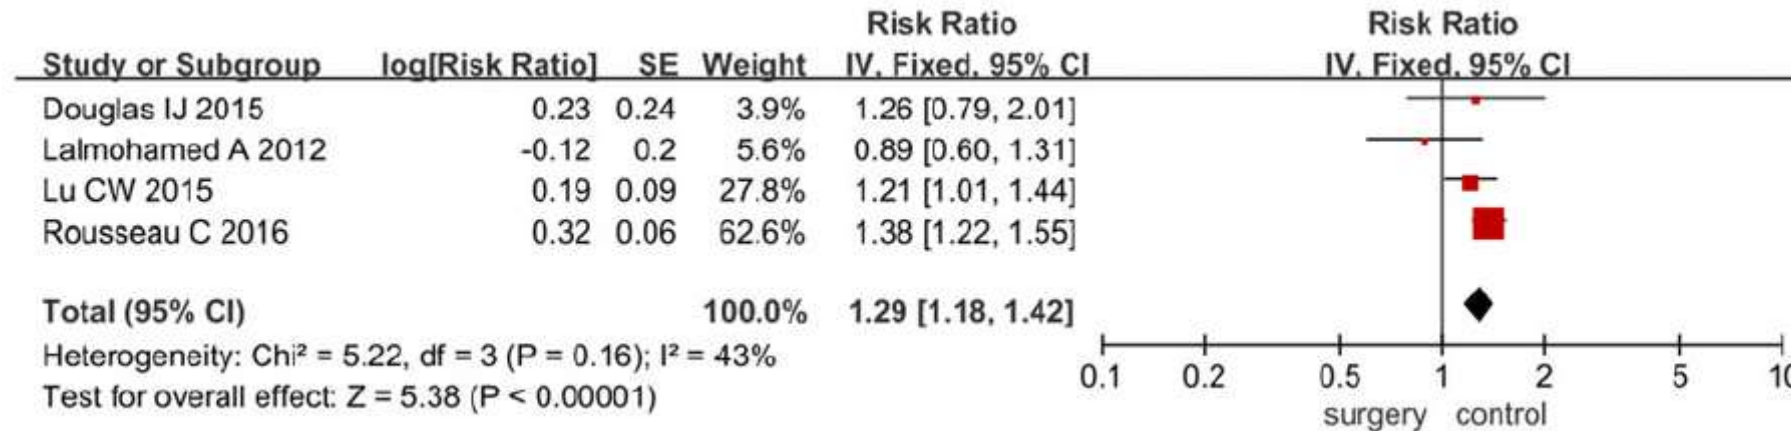 Risk Ratio Risk Ratio
Study or Subgroup log[Risk Ratio] SE Weight IV, Fixed, 95% CI IV, Fixed, 95% CI
Douglas IJ 2015 0.23 0.24 3.9% 1.26 [0.79, 2.01]
Lalmohamed A 2012 -0.12 0.2 5.6% 0.89 [0.60, 1.31]
Lu CW 2015 0.19 0.09 27.8% 1.21 [1.01, 1.44]
Rousseau C 2016 0.32 0.06 62.6% 1.38 [1.22, 1.55]
Total (95% CI) 100.0% 1.29 [1.18, 1.42]
Heterogeneity: Chi² = 5.22, df = 3 (P = 0.16); I² = 43%
Test for overall effect: Z = 5.38 (P < 0.00001)
0.1 0.2 0.5 1 2 5 10
surgery control